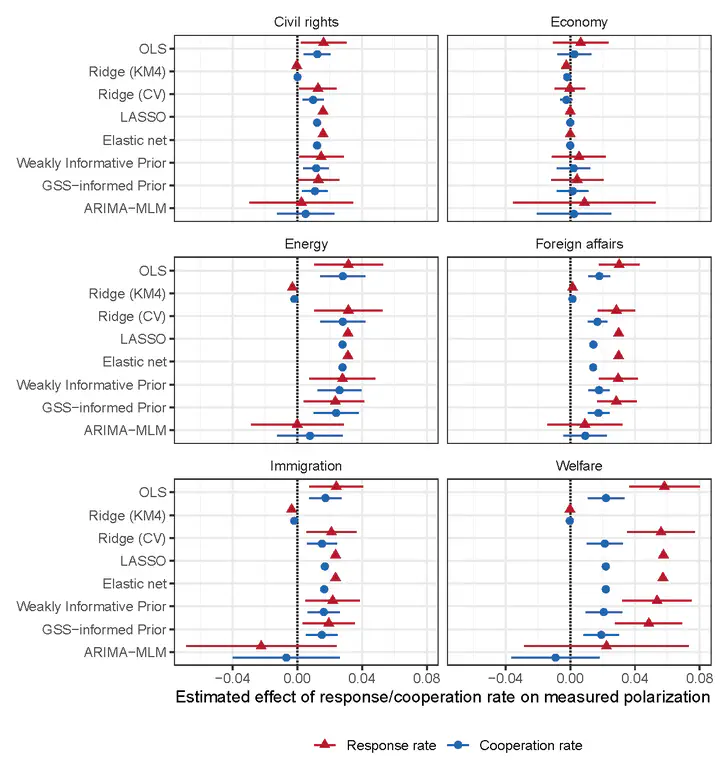 Civil rights
Economy
OLS
Ridge (KM4)
Ridge (CV)
LASSO
Elastic net
Weakly Informative Prior
GSS−informed Prior
ARIMA−MLM
Energy
Foreign affairs
OLS
Ridge (KM4)
Ridge (CV)
LASSO
Elastic net
Weakly Informative Prior
GSS−informed Prior
ARIMA−MLM
Immigration
Welfare
OLS
Ridge (KM4)
Ridge (CV)
LASSO
Elastic net
Weakly Informative Prior
GSS−informed Prior
ARIMA−MLM
−0.04 0.00 0.04 0.08 −0.04 0.00 0.04 0.08
Estimated effect of response/cooperation rate on measured polarization
Response rate Cooperation rate